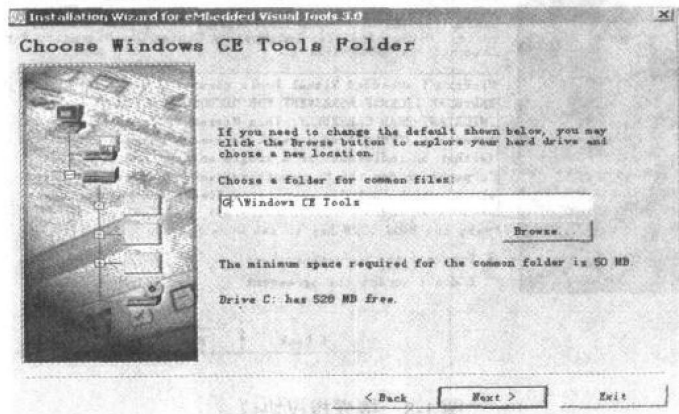 Installation Wizard for eMbedded Visual Tools 3.0
Choose Windows CE Tools Folder
If you need to change the default shown below, you may
click the Browse button to explore your hard drive and
choose a new location.
Choose a folder for common files:
G:\Windows CE Tools
Browse...
The minimum space required for the common folder is 50 MB.
Drive C: has 520 MB free.
< Back
Next >
Exit